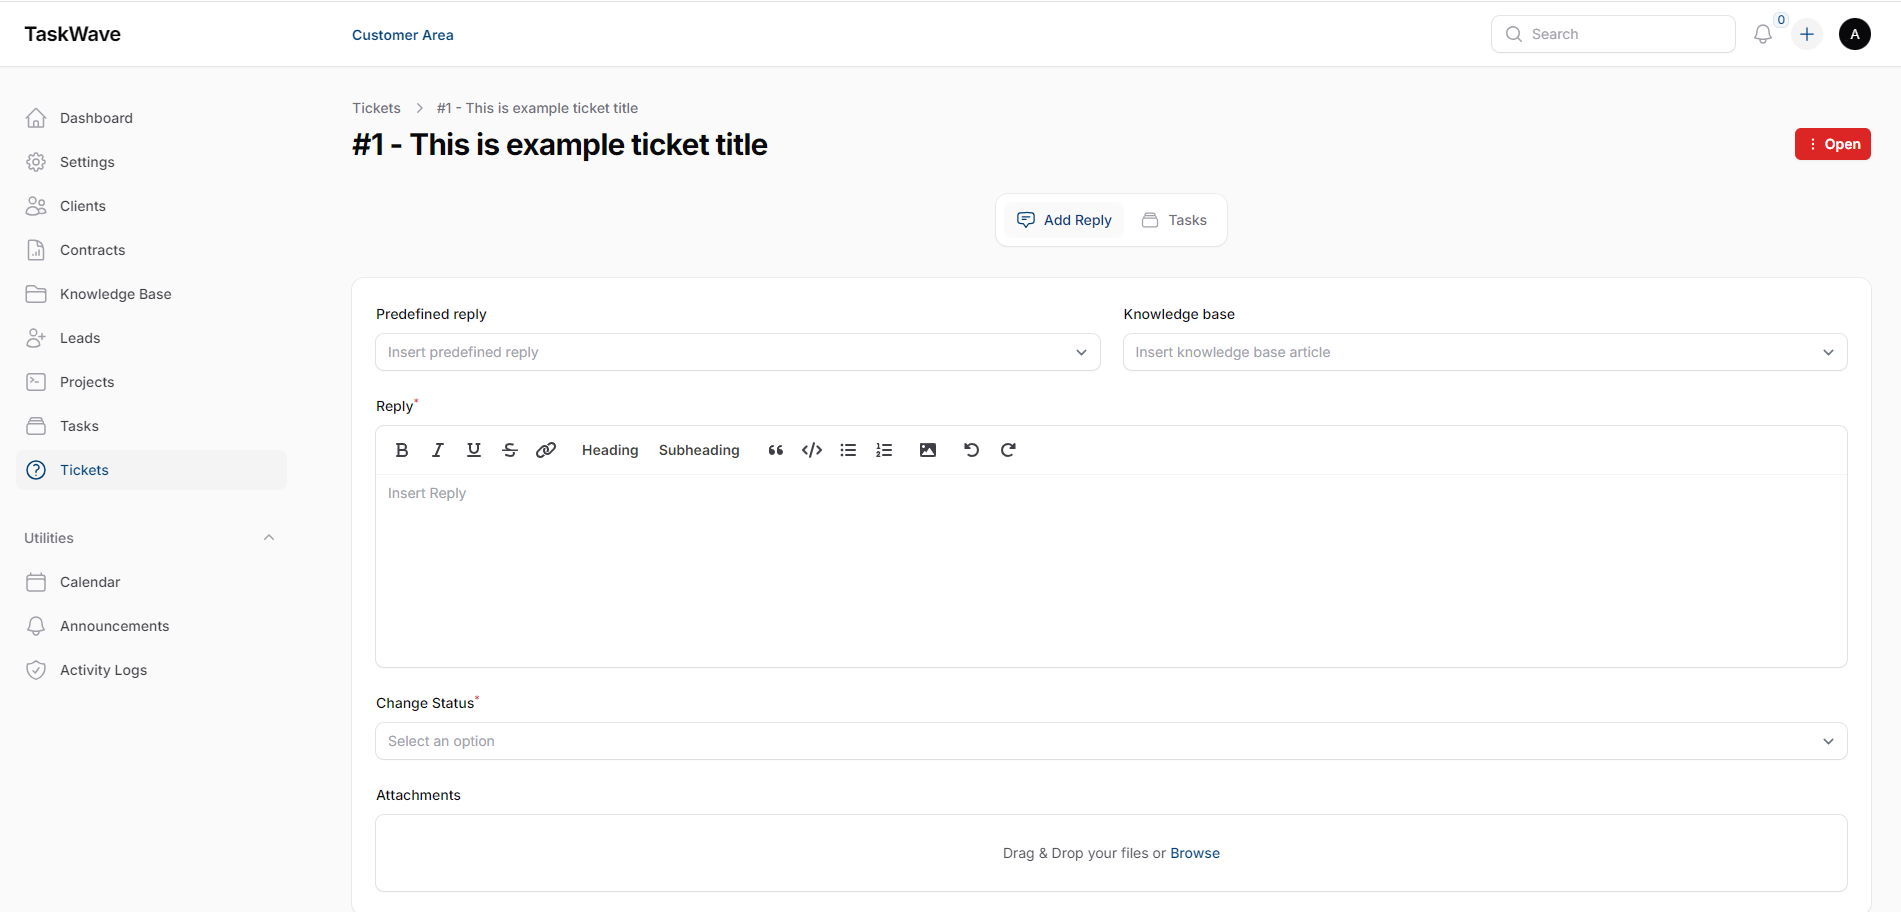 TaskWave
Customer Area
Search
0
A
Dashboard
Settings
Clients
Contracts
Knowledge Base
Leads
Projects
Tasks
Tickets
Utilities
Calendar
Announcements
Activity Logs
Tickets > #1 - This is example ticket title
#1 - This is example ticket title
Open
Add Reply
Tasks
Predefined reply
Insert predefined reply
Knowledge base
Insert knowledge base article
Reply*
B I U S Heading Subheading
Insert Reply
Change Status*
Select an option
Attachments
Drag & Drop your files or Browse